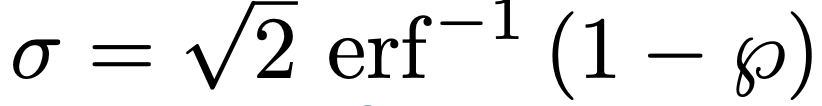 σ = √2 erf⁻¹ (1 − ℘)